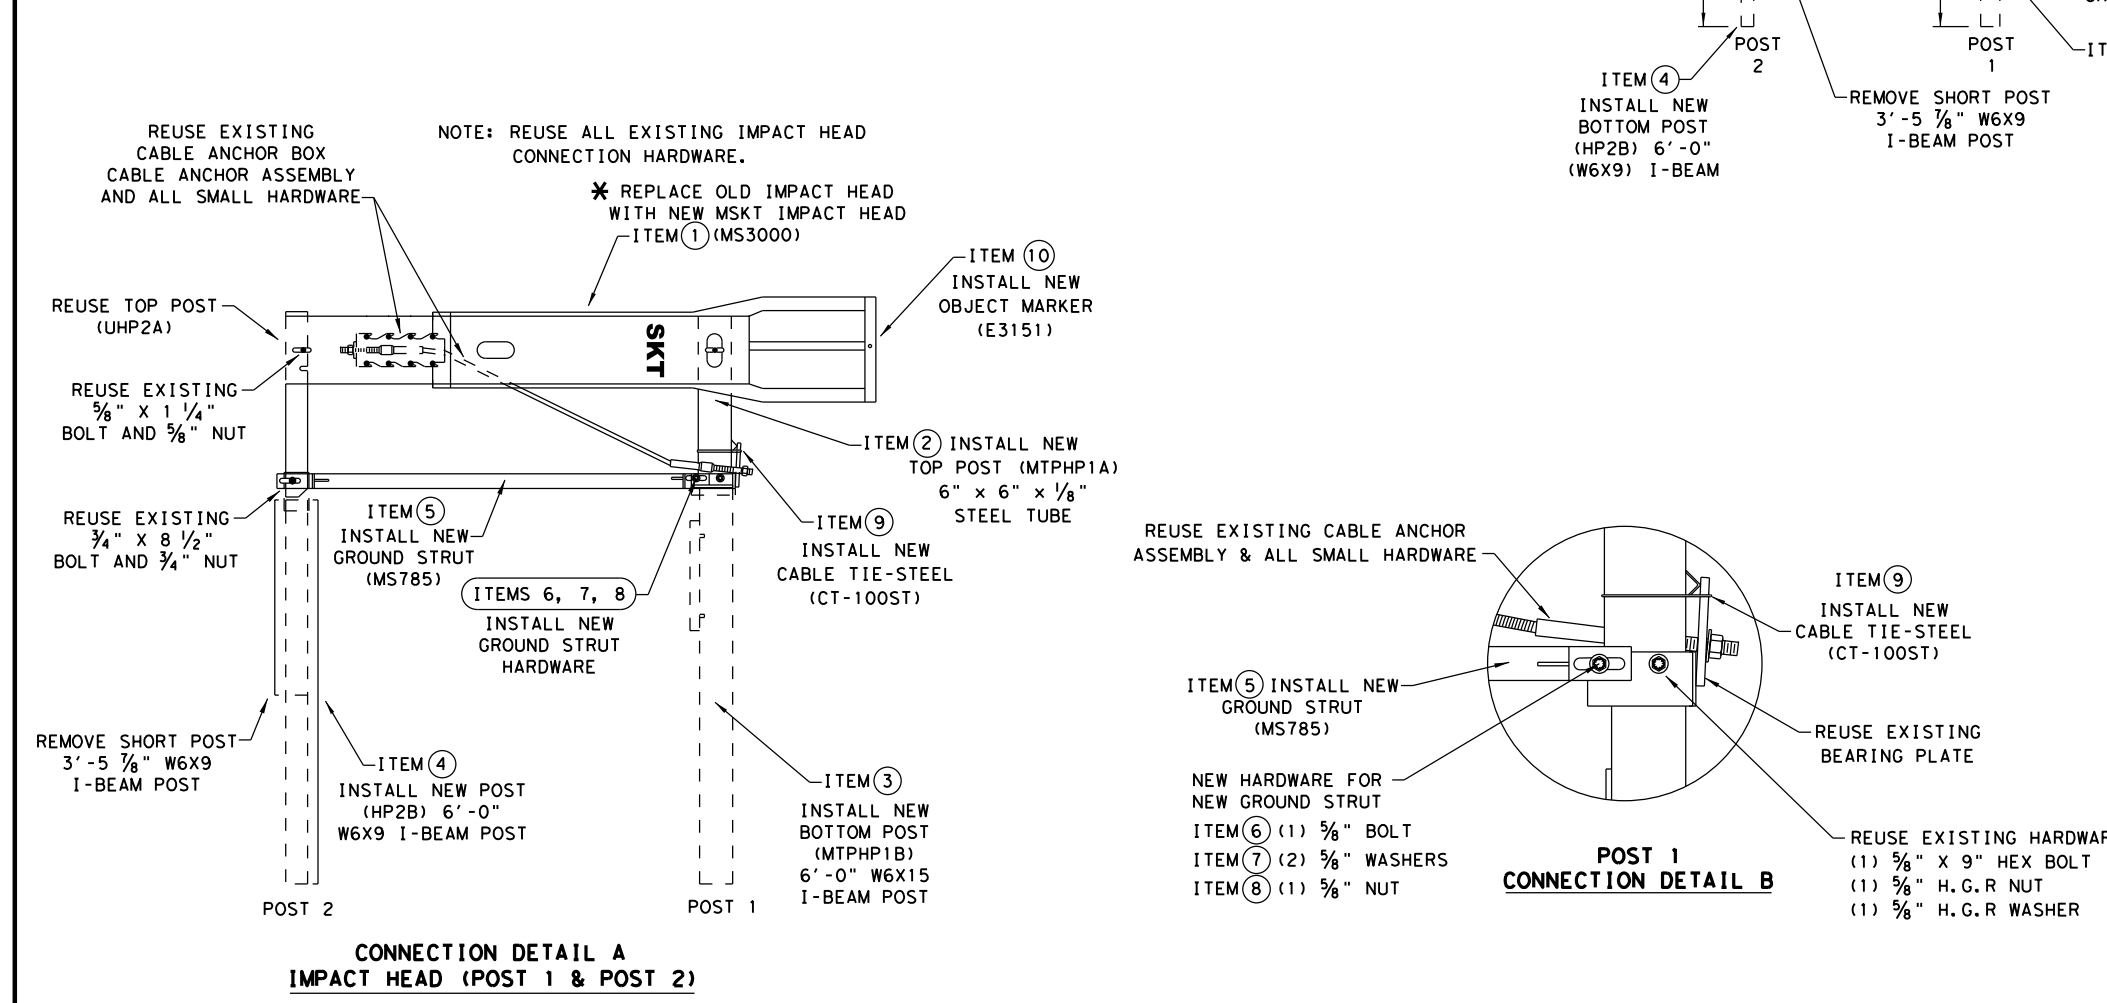 POST
2
POST
1
ITEM 4
INSTALL NEW
BOTTOM POST
(HP2B) 6'-0"
(W6X9) I-BEAM
REMOVE SHORT POST
3'-5 7/8" W6X9
I-BEAM POST
REUSE EXISTING
CABLE ANCHOR BOX
CABLE ANCHOR ASSEMBLY
AND ALL SMALL HARDWARE
NOTE: REUSE ALL EXISTING IMPACT HEAD
CONNECTION HARDWARE.
* REPLACE OLD IMPACT HEAD
WITH NEW MSKT IMPACT HEAD
ITEM 1 (MS3000)
ITEM 10
INSTALL NEW
OBJECT MARKER
(E3151)
REUSE TOP POST
(UHP2A)
SKT
REUSE EXISTING
5/8" X 1 1/4"
BOLT AND 5/8" NUT
ITEM 2 INSTALL NEW
TOP POST (MTPHP1A)
6" x 6" x 1/8"
STEEL TUBE
REUSE EXISTING
3/4" X 8 1/2"
BOLT AND 3/4" NUT
ITEM 5
INSTALL NEW
GROUND STRUT
(MS785)
ITEMS 6, 7, 8
INSTALL NEW
GROUND STRUT
HARDWARE
ITEM 9
INSTALL NEW
CABLE TIE-STEEL
(CT-100ST)
REMOVE SHORT POST
3'-5 7/8" W6X9
I-BEAM POST
ITEM 4
INSTALL NEW POST
(HP2B) 6'-0"
W6X9 I-BEAM POST
ITEM 3
INSTALL NEW
BOTTOM POST
(MTPHP1B)
6'-0" W6X15
I-BEAM POST
POST 2
POST 1
CONNECTION DETAIL A
IMPACT HEAD (POST 1 & POST 2)
REUSE EXISTING CABLE ANCHOR
ASSEMBLY & ALL SMALL HARDWARE
ITEM 9
INSTALL NEW
CABLE TIE-STEEL
(CT-100ST)
ITEM 5 INSTALL NEW
GROUND STRUT
(MS785)
REUSE EXISTING
BEARING PLATE
NEW HARDWARE FOR
NEW GROUND STRUT
ITEM 6 (1) 5/8" BOLT
ITEM 7 (2) 5/8" WASHERS
ITEM 8 (1) 5/8" NUT
POST 1
CONNECTION DETAIL B
REUSE EXISTING
(1) 5/8" X 9" HEX BOLT
(1) 5/8" H.G.R NUT
(1) 5/8" H.G.R WASHER